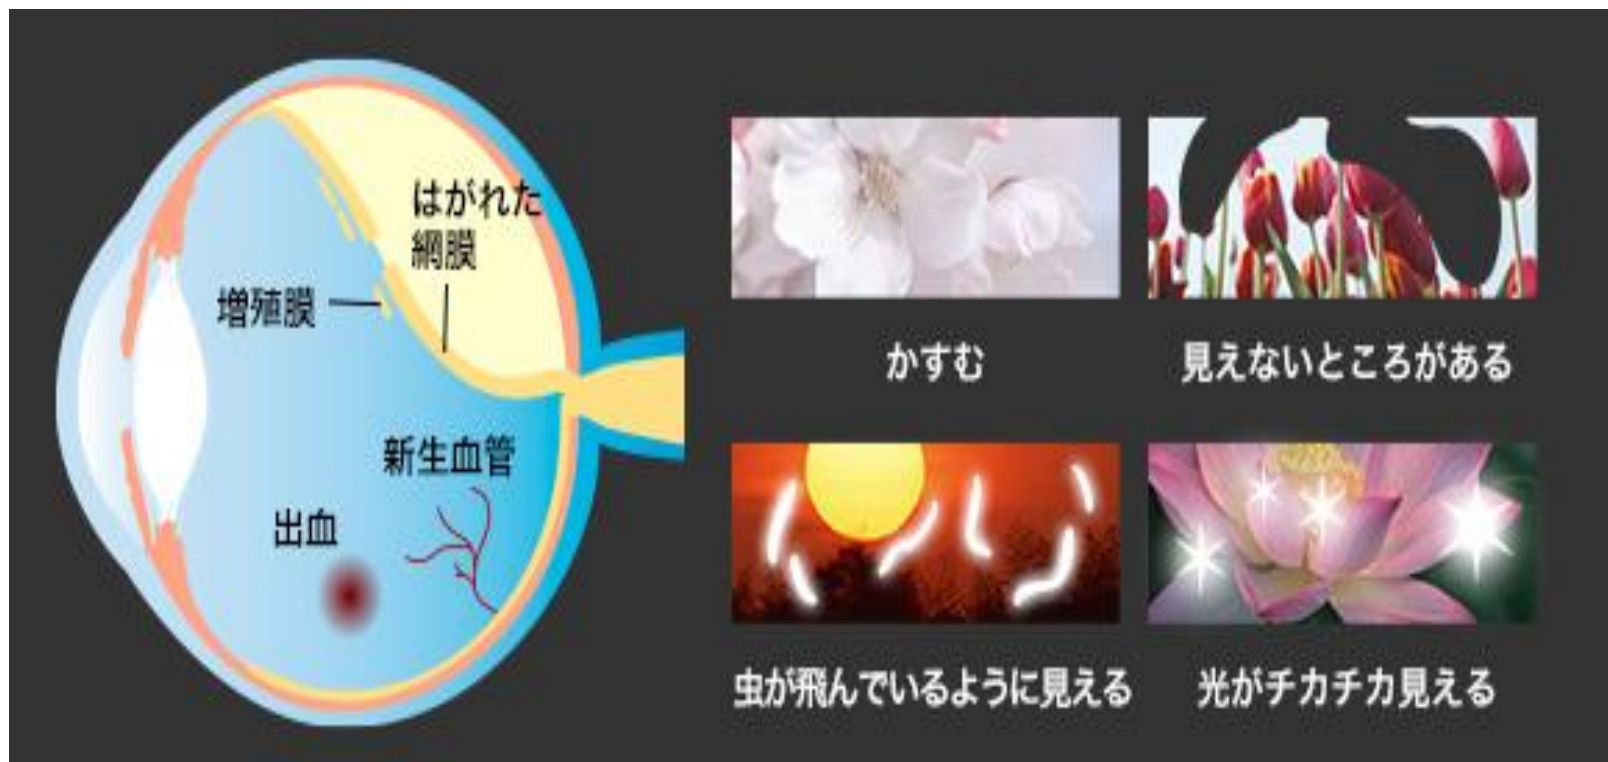 はがれた
網膜
増殖膜
新生血管
出血
かすむ
見えないところがある
虫が飛んでいるように見える
光がチカチカ見える